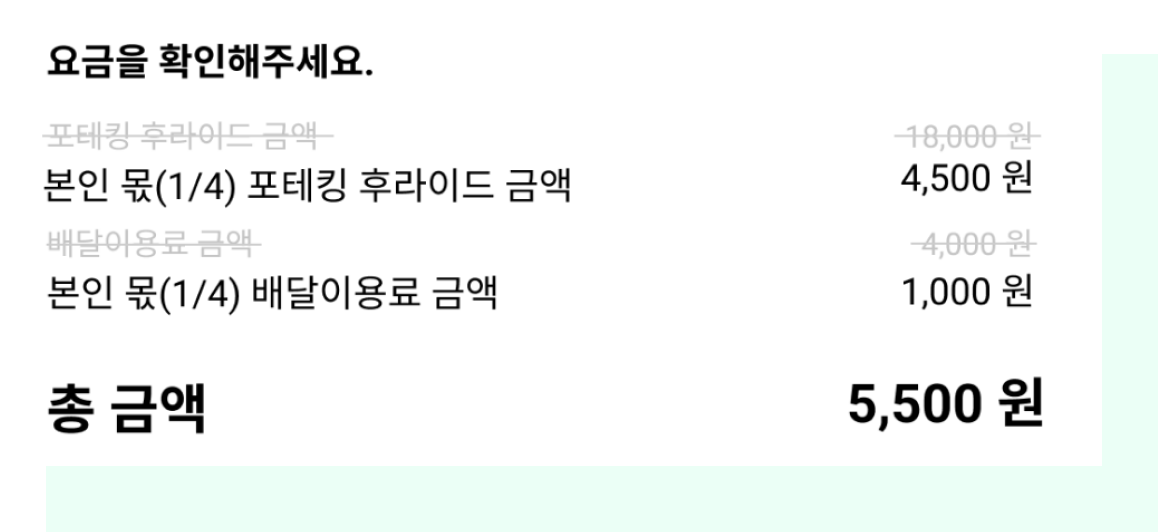 요금을 확인해주세요.
포테킹 후라이드 금액 18,000 원
본인 몫(1/4) 포테킹 후라이드 금액 4,500 원
배달이용료 금액 4,000 원
본인 몫(1/4) 배달이용료 금액 1,000 원
총 금액 5,500 원